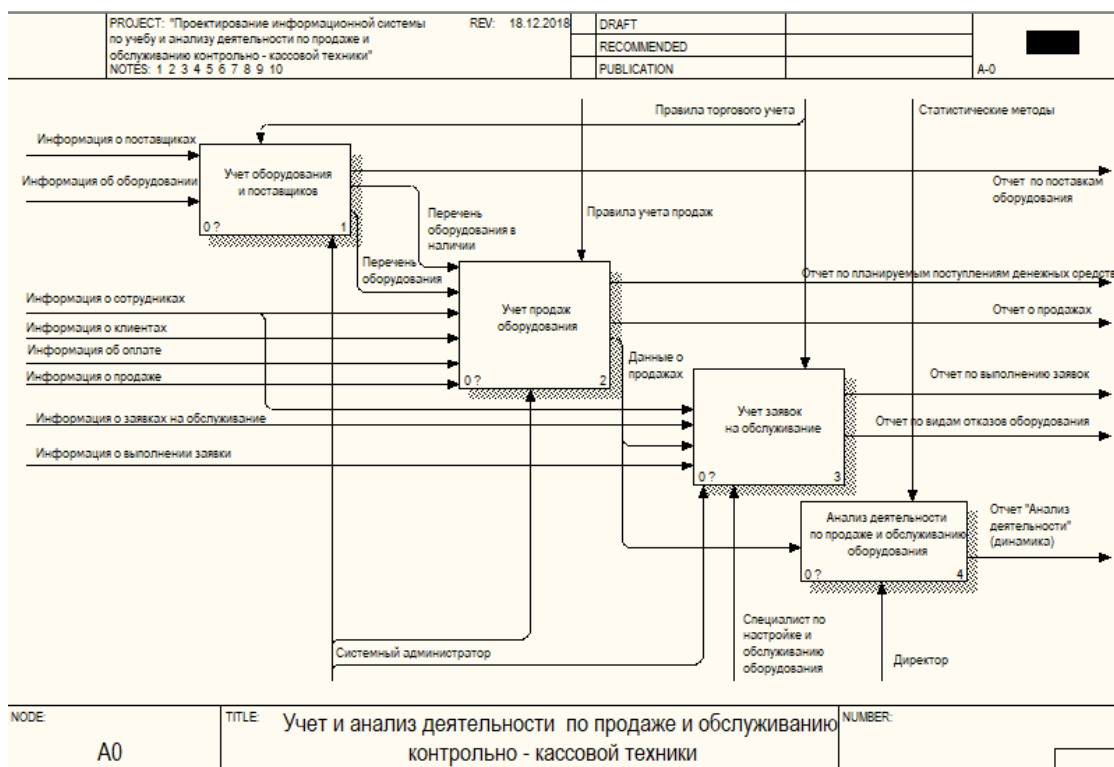 PROJECT: "Проектирование информационной системы
по учебу и анализу деятельности по продаже и
обслуживанию контрольно - кассовой техники"
NOTES: 1 2 3 4 5 6 7 8 9 10
REV: 18.12.2018
DRAFT
RECOMMENDED
PUBLICATION
A-0
Правила торгового учета
Статистические методы
Информация о поставщиках
Информация об оборудовании
Учет оборудования
и поставщиков
0 ?
1
Отчет по поставкам
оборудования
Перечень
оборудования в
наличии
Правила учета продаж
Перечень
оборудования
Отчет по планируемым поступлениям денежных средств
Информация о сотрудниках
Информация о клиентах
Информация об оплате
Информация о продаже
Учет продаж
оборудования
0 ?
2
Отчет о продажах
Данные о
продажах
Отчет по выполнению заявок
Информация о заявках на обслуживание
Учет заявок
на обслуживание
0 ?
3
Отчет по видам отказов оборудования
Информация о выполнении заявки
Анализ деятельности
по продаже и обслуживанию
оборудования
0 ?
4
Отчет "Анализ
деятельности"
(динамика)
Системный администратор
Специалист по
настройке и
обслуживанию
оборудования
Директор
NODE:
A0
TITLE:
Учет и анализ деятельности по продаже и обслуживанию
контрольно - кассовой техники
NUMBER: